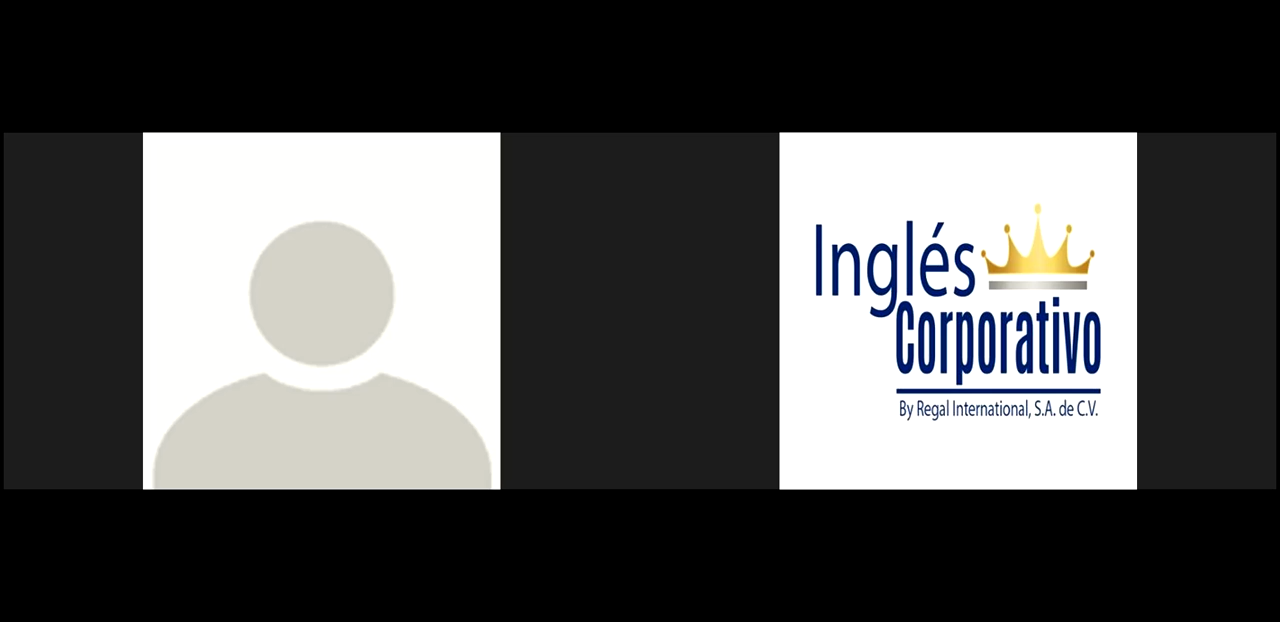 Inglés
Corporativo
By Regal International, S.A. de C.V.